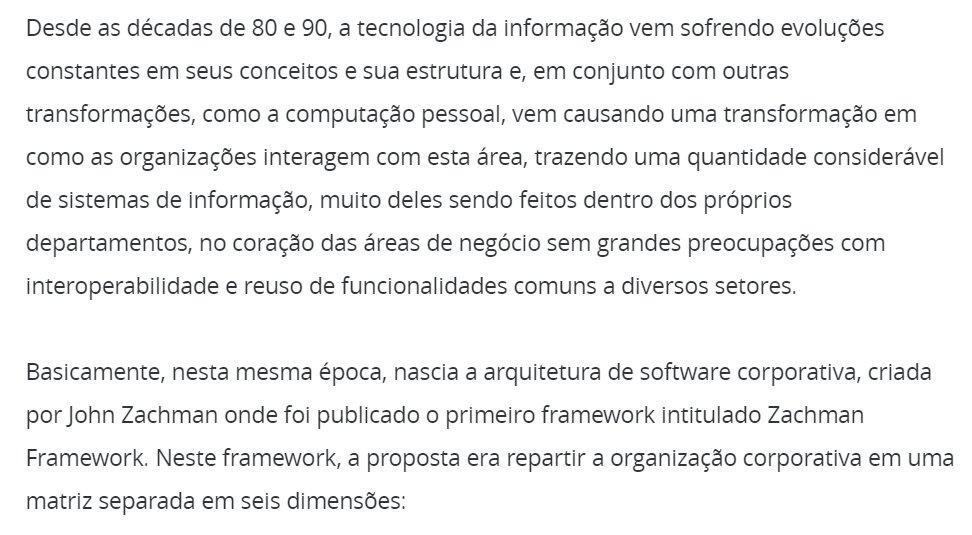 Desde as décadas de 80 e 90, a tecnologia da informação vem sofrendo evoluções
constantes em seus conceitos e sua estrutura e, em conjunto com outras
transformações, como a computação pessoal, vem causando uma transformação em
como as organizações interagem com esta área, trazendo uma quantidade considerável
de sistemas de informação, muito deles sendo feitos dentro dos próprios
departamentos, no coração das áreas de negócio sem grandes preocupações com
interoperabilidade e reuso de funcionalidades comuns a diversos setores.
Basicamente, nesta mesma época, nascia a arquitetura de software corporativa, criada
por John Zachman onde foi publicado o primeiro framework intitulado Zachman
Framework. Neste framework, a proposta era repartir a organização corporativa em uma
matriz separada em seis dimensões: